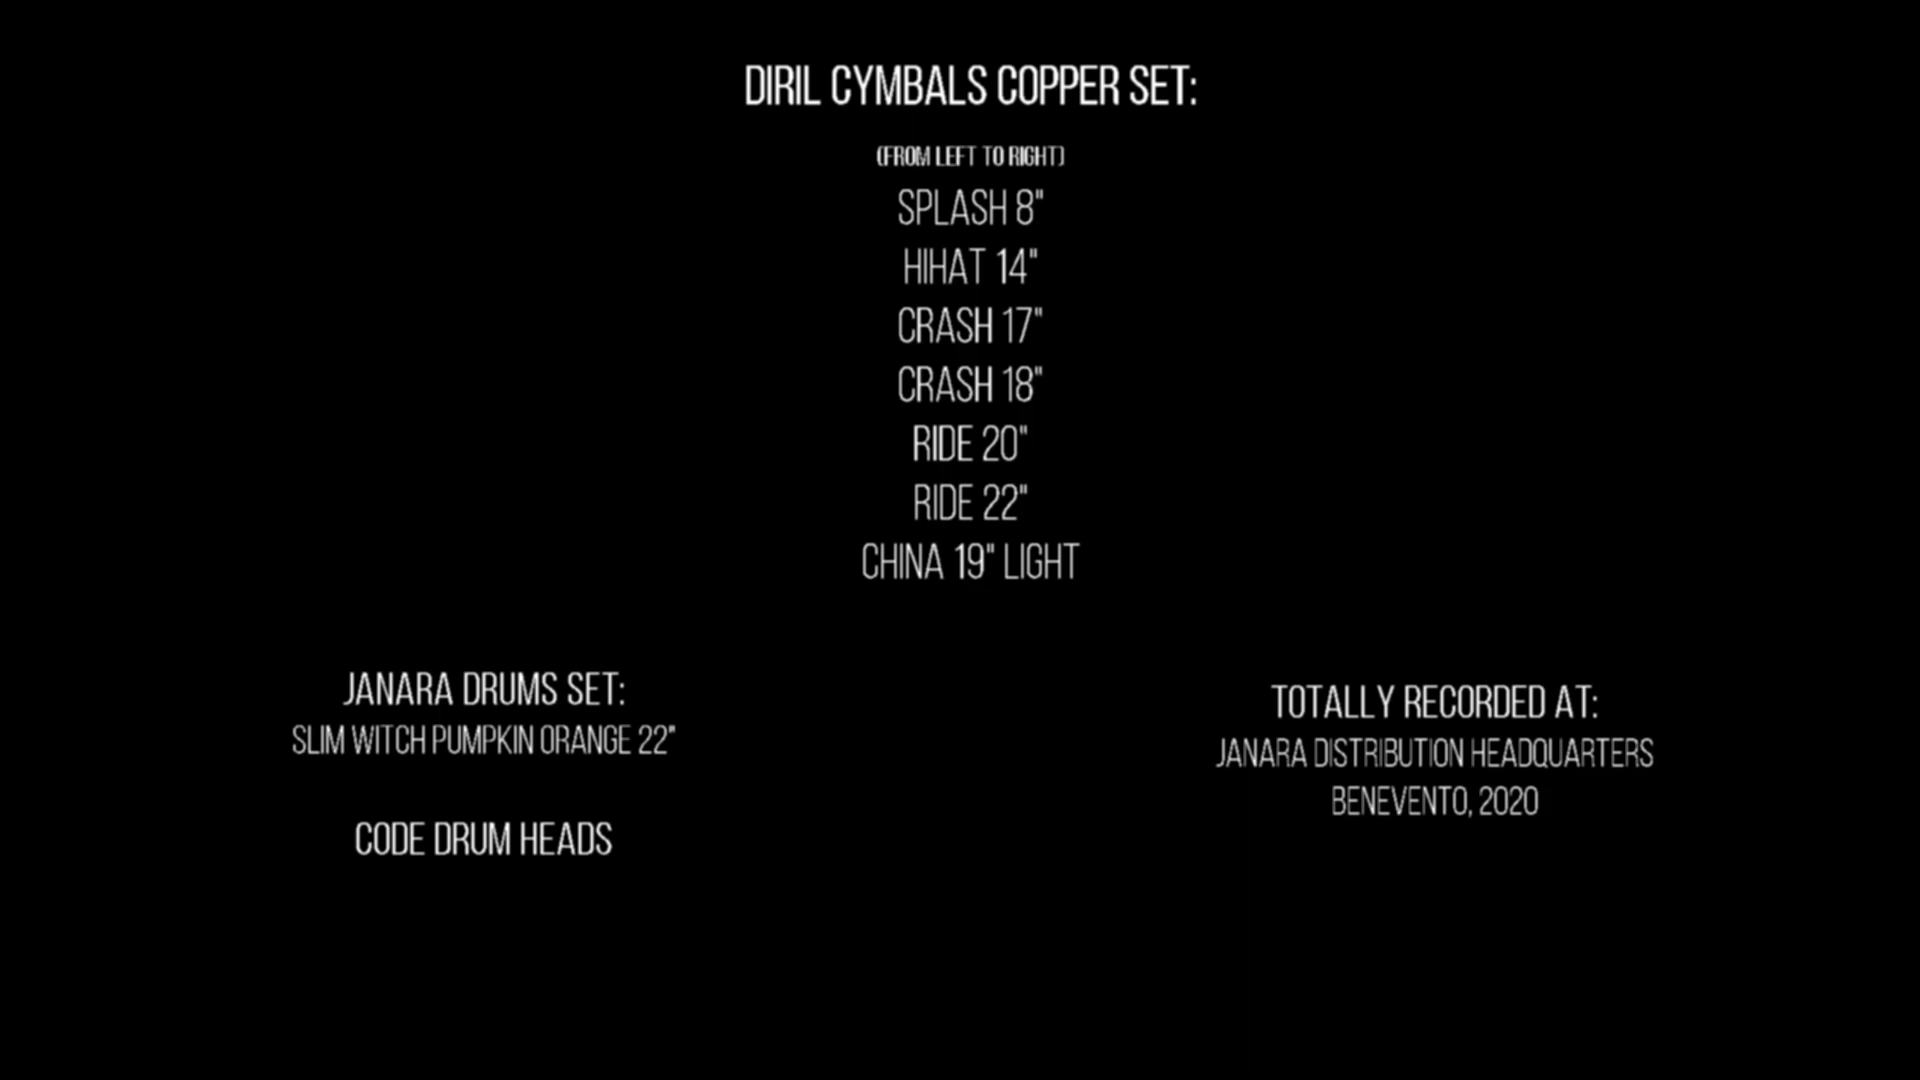 DIRIL CYMBALS COPPER SET:
(FROM LEFT TO RIGHT)
SPLASH 8"
HIHAT 14"
CRASH 17"
CRASH 18"
RIDE 20"
RIDE 22"
CHINA 19" LIGHT
JANARA DRUMS SET:
SLIM WITCH PUMPKIN ORANGE 22"
CODE DRUM HEADS
TOTALLY RECORDED AT:
JANARA DISTRIBUTION HEADQUARTERS
BENEVENTO, 2020